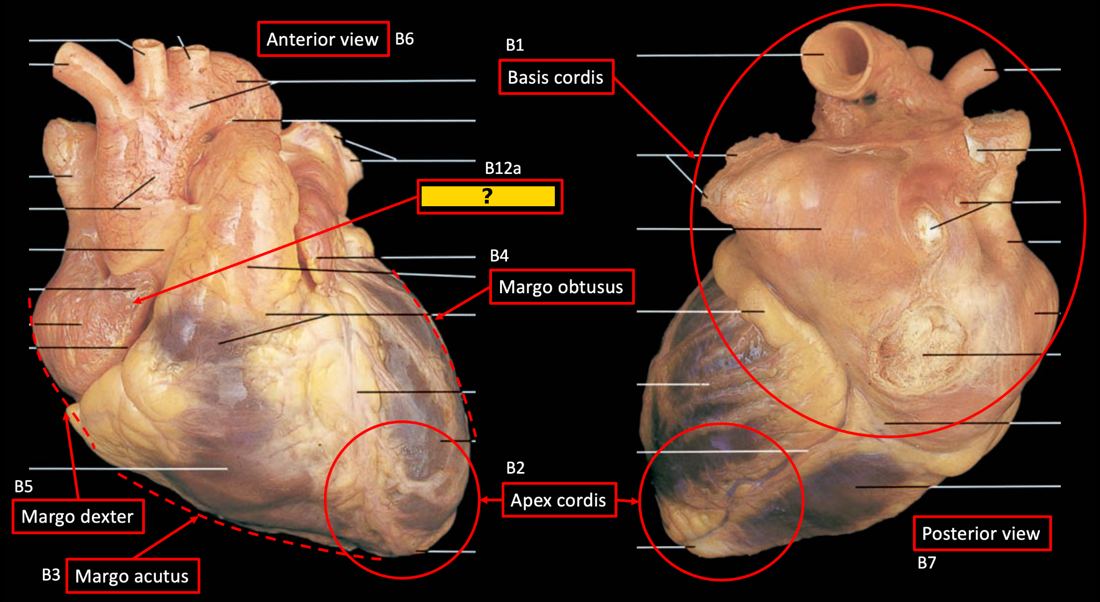 Anterior view
B6
B1
Basis cordis
B12a
?
B4
Margo obtusus
B5
Margo dexter
B2
Apex cordis
B3
Margo acutus
Posterior view
B7